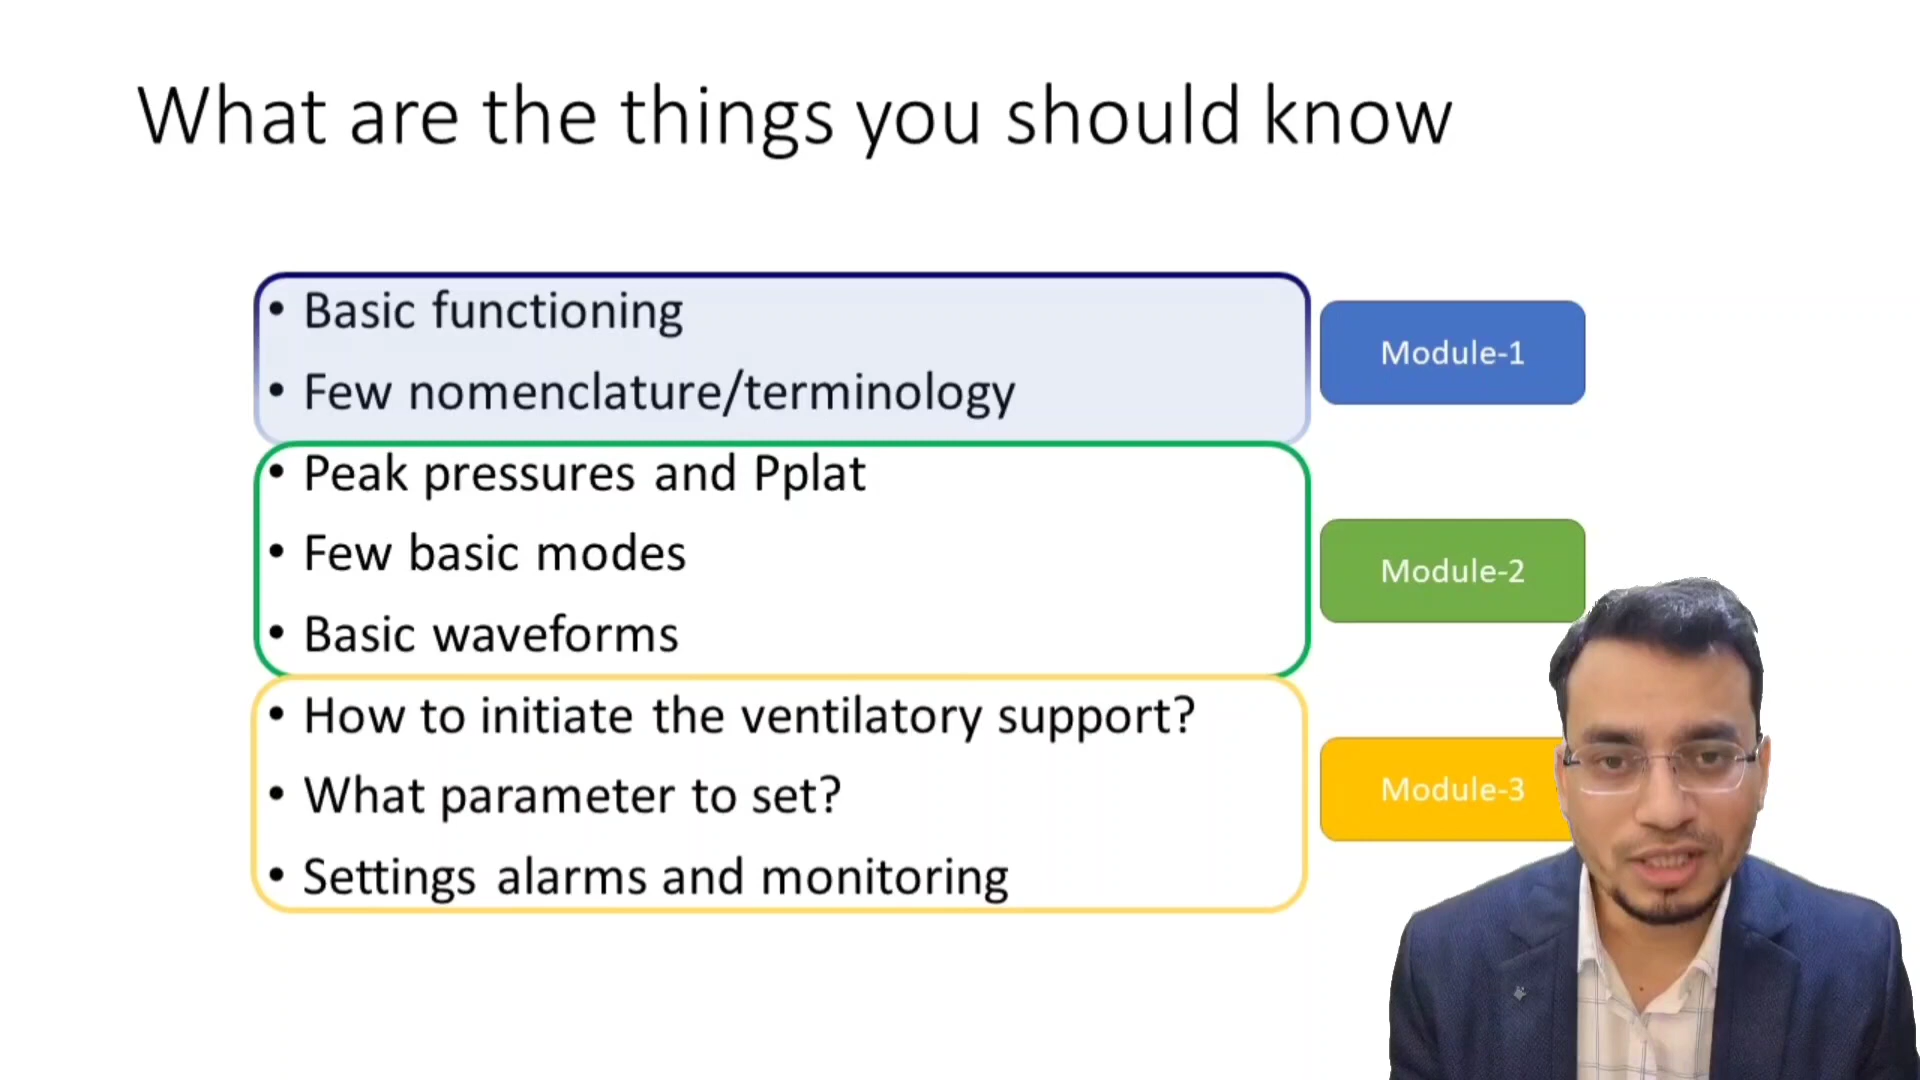 What are the things you should know
• Basic functioning
• Few nomenclature/terminology
Module-1
• Peak pressures and Pplat
• Few basic modes
• Basic waveforms
Module-2
• How to initiate the ventilatory support?
• What parameter to set?
• Settings alarms and monitoring
Module-3